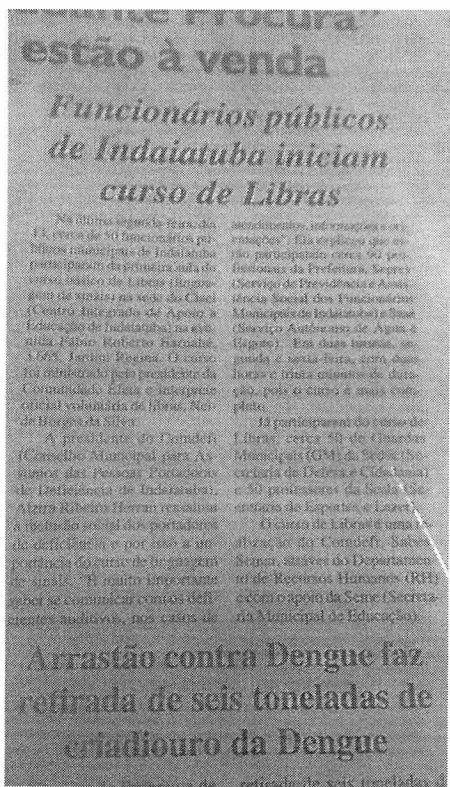 Procura"
estão à venda
Funcionários públicos
de Indaiatuba iniciam
curso de Libras
Na última segunda-feira, dia
13, cerca de 50 funcionários pú-
blicos municipais de Indaiatuba
participaram da primeira aula do
curso básico de Libras (lingua-
gem de sinais) na sede do Ciaei
(Centro Integrado de Apoio à
Educação de Indaiatuba) na ave-
nida Fábio Roberto Barnabé,
3.665, Jardim Regina. O curso
foi ministrado pela presidente da
Comunidade Efeta e intérprete
oficial voluntária de libras, Nei-
de Borges da Silva.
A presidente do Comdefi
(Conselho Municipal para As-
suntos das Pessoas Portadoras
de Deficiência de Indaiatuba),
Alzira Ribeiro Herran
a inclusão social dos portadores
de deficiência e por isso a im-
portância do curso de linguagem
de sinais. "É muito importante
saber se comunicar com os defi-
cientes auditivos, nos casos de
atendimentos, informações e ori-
entações". Ela explicou que es-
tão participando cerca 60 pro-
fissionais da Prefeitura, Seprev
(Serviço de Previdência e Assis-
tência Social dos Funcionários
Municipais de Indaiatuba) e Saae
(Serviço Autônomo de Água e
Esgoto). Em duas turmas, se-
gunda e sexta-feira, com duas
horas e trinta minutos de dura-
ção, pois o curso é mais com-
pleto.
Já participaram do curso de
Libras, cerca 50 de Guardas
Municipais (GM) da Sedec (Se-
cretaria de Defesa e Cidadania)
e 50 professores da
cretaria de Esportes e Lazer).
O curso de Libras é uma re-
alização do Comdefi, Saber,
Semur, através do Departamen-
to de Recursos Humanos (RH)
e com o apoio da Seme (Secreta-
ria Municipal de Educação).
Arrastão contra Dengue faz
retirada de seis toneladas de
criadiouro da Dengue
retirada de seis toneladas d